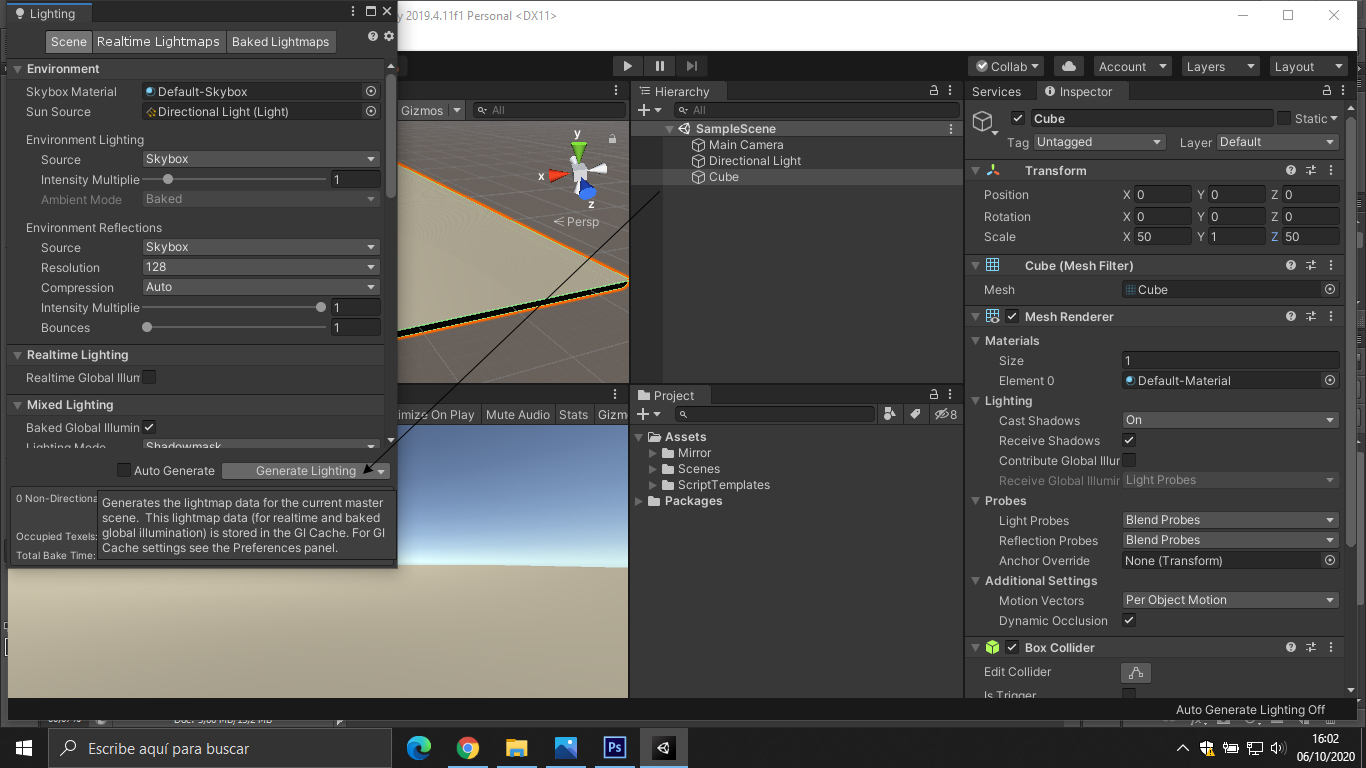 Lighting
y 2019.4.11f1 Personal <DX11>
Scene
Realtime Lightmaps
Baked Lightmaps
Environment
Skybox Material
Default-Skybox
Sun Source
Directional Light (Light)
Environment Lighting
Source
Skybox
Intensity Multiplie
1
Ambient Mode
Baked
Environment Reflections
Source
Skybox
Resolution
128
Compression
Auto
Intensity Multiplie
1
Bounces
1
Realtime Lighting
Realtime Global Illum
Mixed Lighting
Baked Global Illumin
Lighting Mode
Shadowmask
Auto Generate
Generate Lighting
0 Non-Directiona
Occupied Texels:
Total Bake Time:
Generates the lightmap data for the current master
scene. This lightmap data (for realtime and baked
global illumination) is stored in the GI Cache. For GI
Cache settings see the Preferences panel.
Collab
Account
Layers
Layout
Gizmos
All
y
x
z
Persp
imize On Play
Mute Audio
Stats
Gizm
Hierarchy
All
SampleScene
Main Camera
Directional Light
Cube
Project
8
Assets
Mirror
Scenes
ScriptTemplates
Packages
Services
Inspector
Cube
Static
Tag
Untagged
Layer
Default
Transform
Position
X 0
Y 0
Z 0
Rotation
X 0
Y 0
Z 0
Scale
X 50
Y 1
Z 50
Cube (Mesh Filter)
Mesh
Cube
Mesh Renderer
Materials
Size
1
Element 0
Default-Material
Lighting
Cast Shadows
On
Receive Shadows
Contribute Global Illur
Receive Global Illumir
Light Probes
Probes
Light Probes
Blend Probes
Reflection Probes
Blend Probes
Anchor Override
None (Transform)
Additional Settings
Motion Vectors
Per Object Motion
Dynamic Occlusion
Box Collider
Edit Collider
Is Trigger
Auto Generate Lighting Off
Escribe aquí para buscar
Ps
16:02
06/10/2020